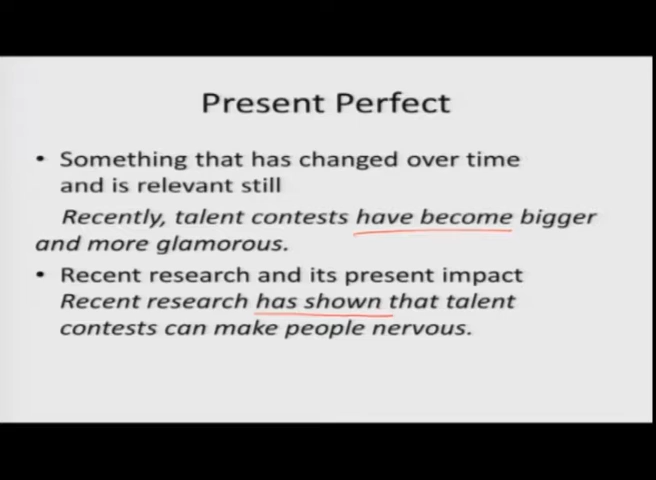 Present Perfect
• Something that has changed over time
and is relevant still
Recently, talent contests have become bigger
and more glamorous.
• Recent research and its present impact
Recent research has shown that talent
contests can make people nervous.